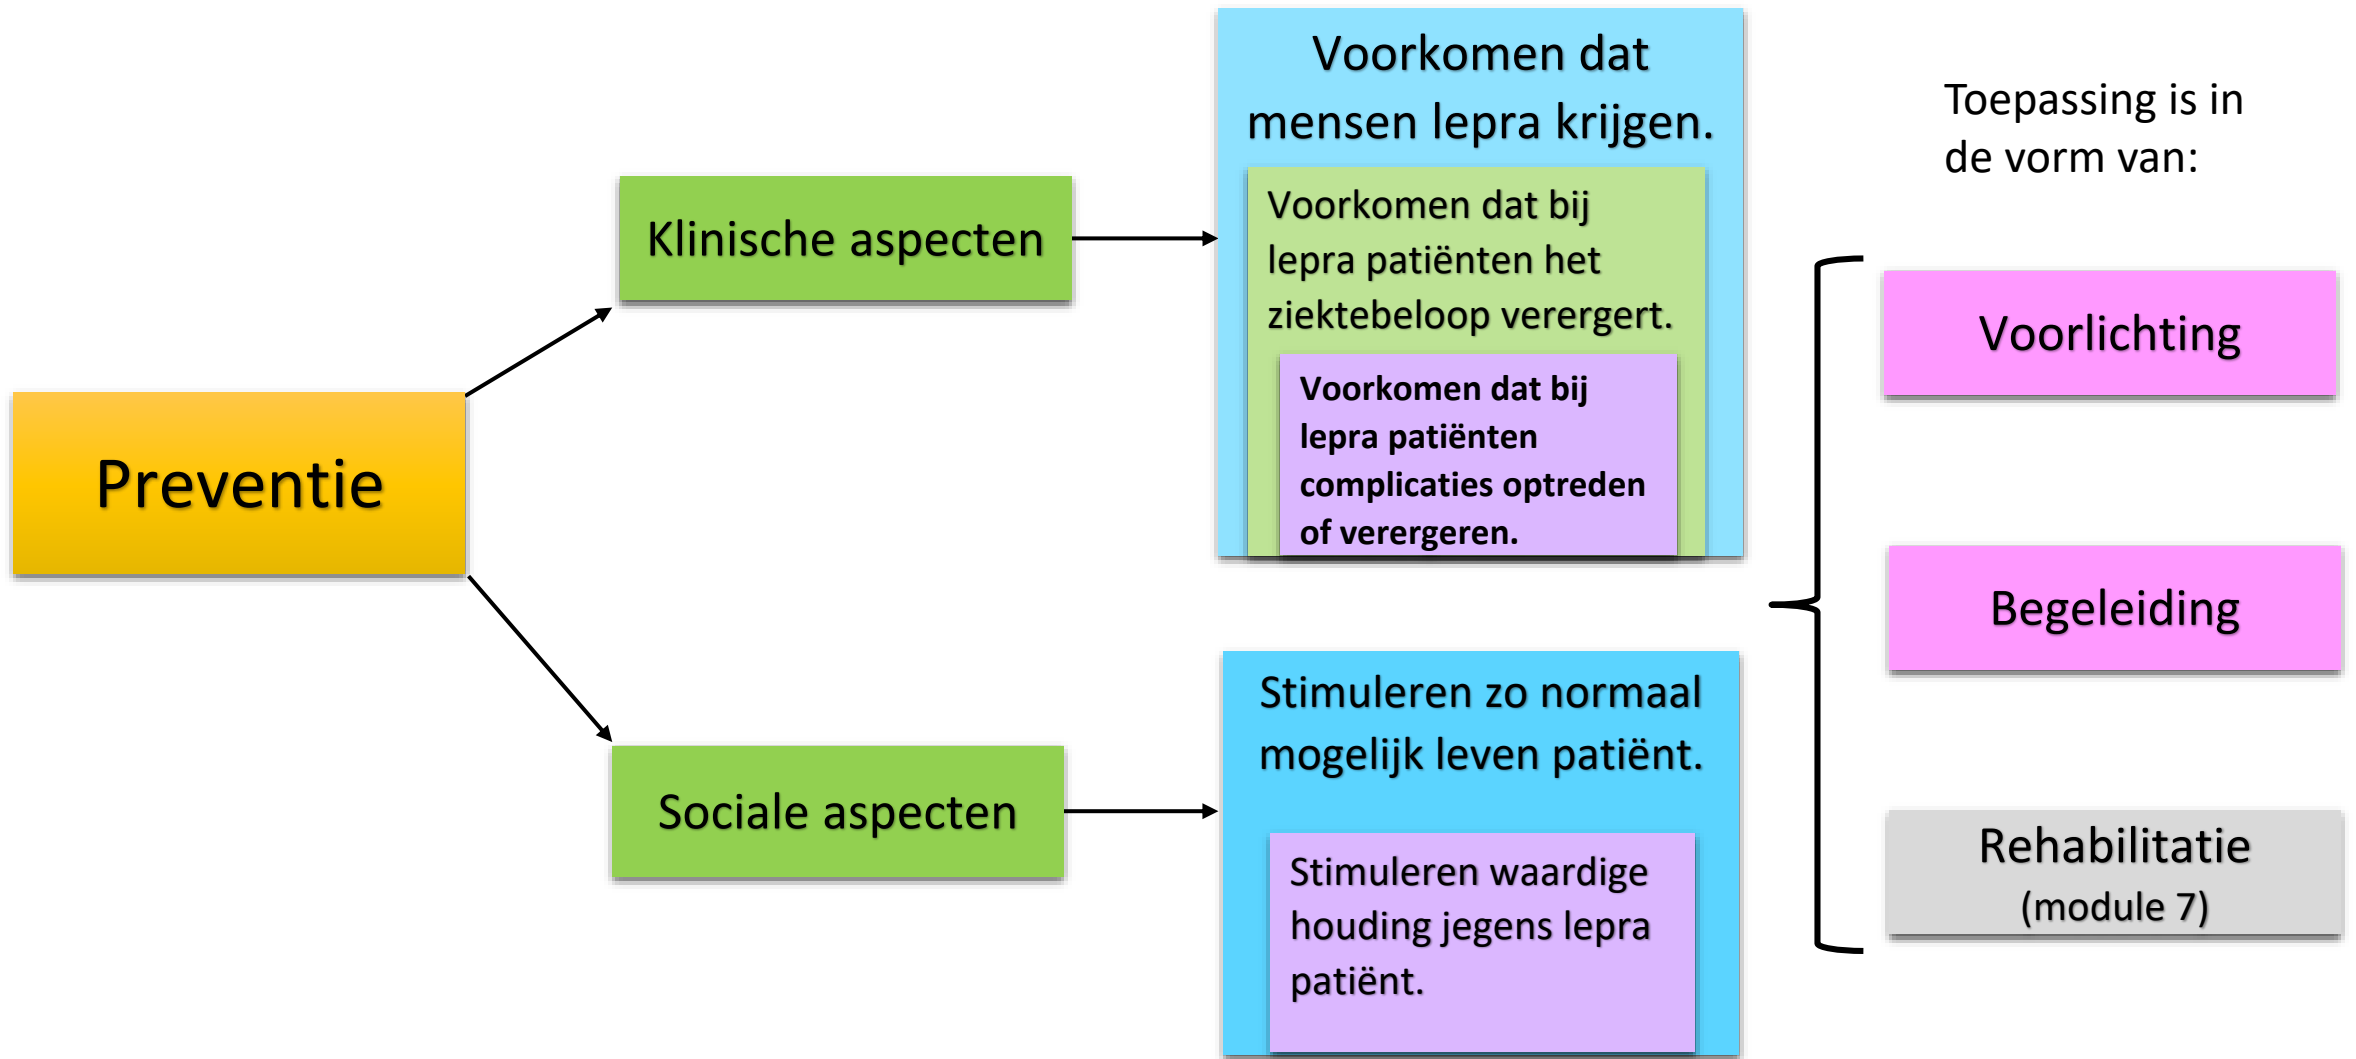 Preventie
Klinische aspecten
Voorkomen dat
mensen lepra krijgen.
Voorkomen dat bij
lepra patiënten het
ziektebeloop verergert.
Voorkomen dat bij
lepra patiënten
complicaties optreden
of verergeren.
Sociale aspecten
Stimuleren zo normaal
mogelijk leven patiënt.
Stimuleren waardige
houding jegens lepra
patiënt.
Toepassing is in
de vorm van:
Voorlichting
Begeleiding
Rehabilitatie
(module 7)